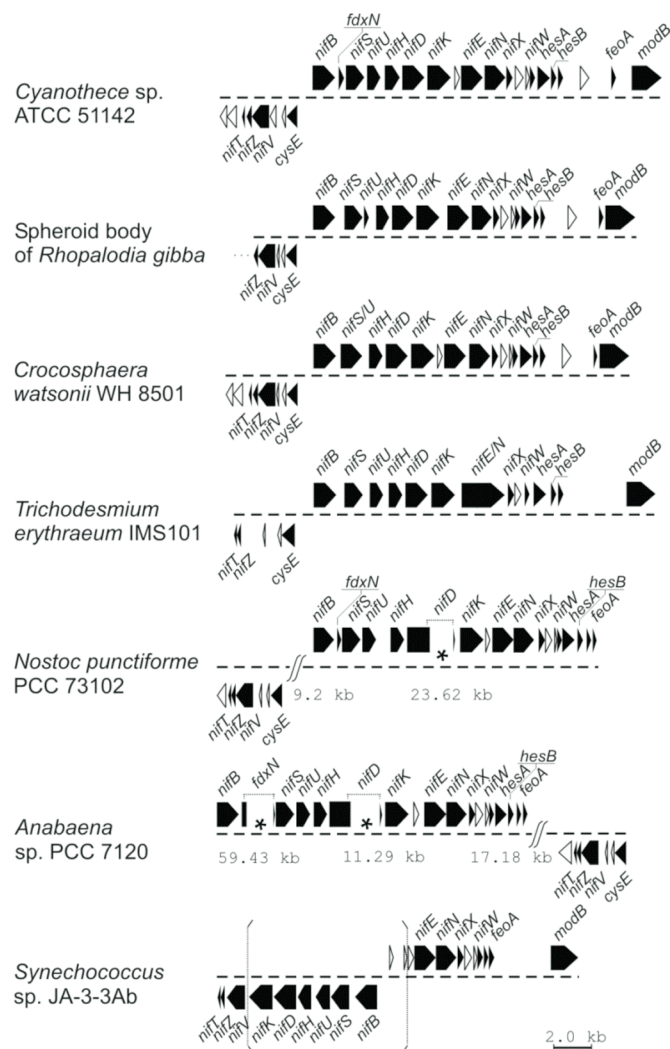 nifB fdxN nifS nifU nifH nifD nifK nifE nifN nifX nifW hesA hesB feoA modB
Cyanothece sp.
ATCC 51142
nifT nifZ nifV cysE
nifB nifS nifU nifH nifD nifK nifE nifN nifX nifW hesA hesB feoA modB
Spheroid body
of Rhopalodia gibba
nifZ nifV cysE
nifB nifS/U nifH nifD nifK nifE nifN nifX nifW hesA hesB feoA modB
Crocosphaera
watsonii WH 8501
nifT nifZ nifV cysE
nifB nifS nifU nifH nifD nifK nifE/N nifX nifW hesA hesB modB
Trichodesmium
erythraeum IMS101
nifT nifZ cysE
nifB fdxN nifS nifU nifH nifD nifK nifE nifN nifX nifW hesA hesB feoA
*
Nostoc punctiforme
PCC 73102
9.2 kb 23.62 kb
nifT nifZ nifV cysE
nifB fdxN nifS nifU nifH nifD nifK nifE nifN nifX nifW hesA hesB feoA
* *
Anabaena
sp. PCC 7120
59.43 kb 11.29 kb 17.18 kb
nifT nifZ nifV cysE
nifE nifN nifX nifW feoA modB
Synechococcus
sp. JA-3-3Ab
nifT nifZ nifV nifK nifD nifH nifU nifS nifB
2.0 kb